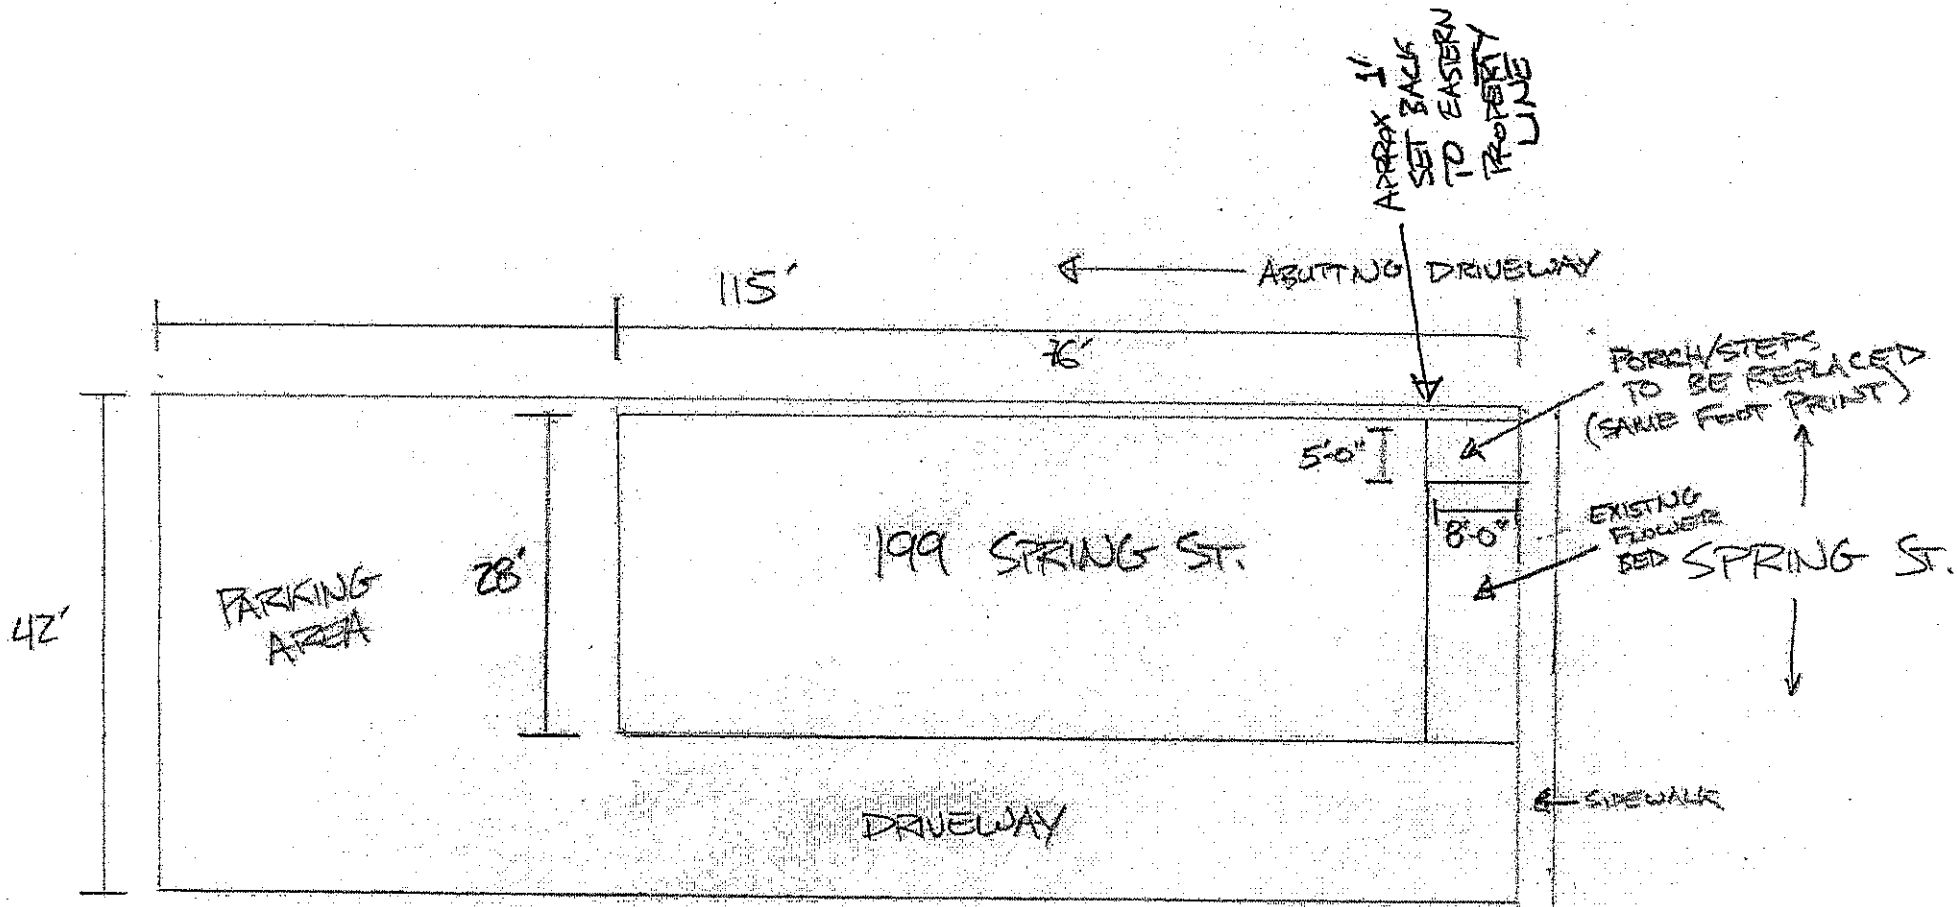 APPROX 1'
SET BACK
TO EASTERN
PROPERTY
LINE
ABUTTING DRIVEWAY
115'
76'
PORCH/STEPS
TO BE REPLACED
(SAME FOOT PRINT)
5'-0"
8'-0"
EXISTING
FLOWER
BED
SPRING ST.
199 SPRING ST.
28'
PARKING
AREA
42'
SIDEWALK
DRIVEWAY